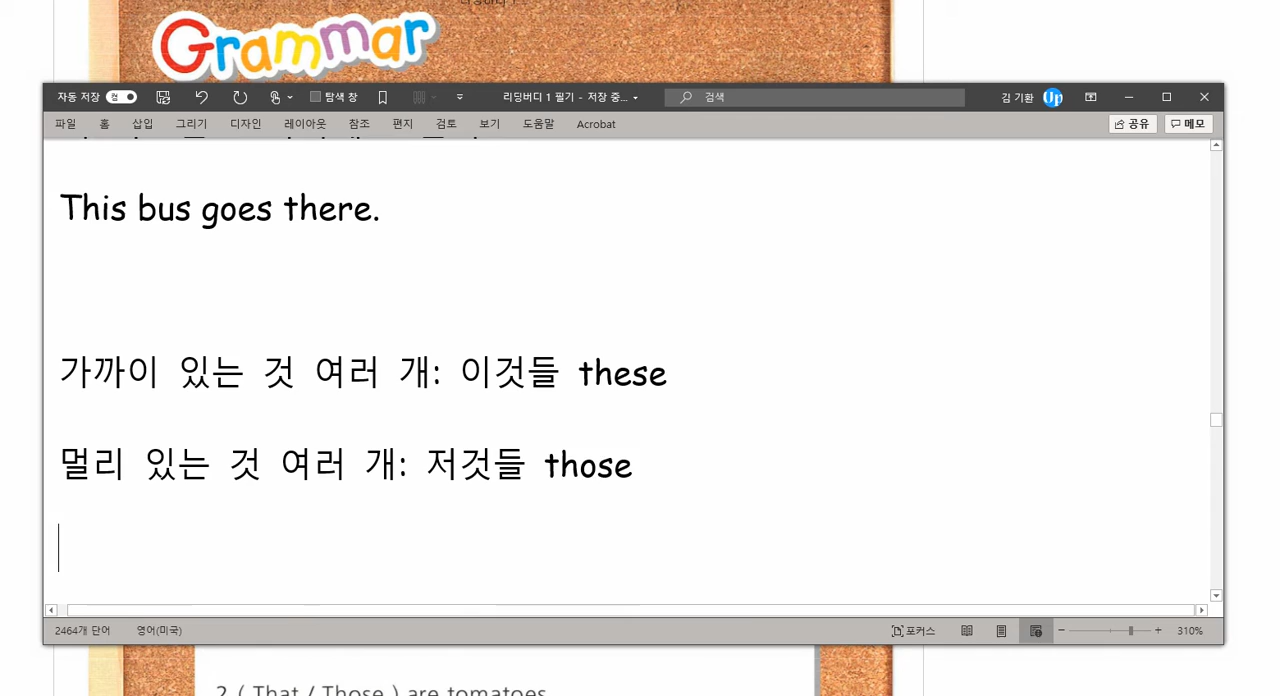 Grammar
자동 저장 컴 탐색 창 리딩버디 1 필기 - 저장 중... 검색 김 기환 Up
파일 홈 삽입 그리기 디자인 레이아웃 참조 편지 검토 보기 도움말 Acrobat 공유 메모
This bus goes there.
가까이 있는 것 여러 개: 이것들 these
멀리 있는 것 여러 개: 저것들 those
2464개 단어 영어(미국) 포커스 310%
2 ( That / Those ) are tomatoes